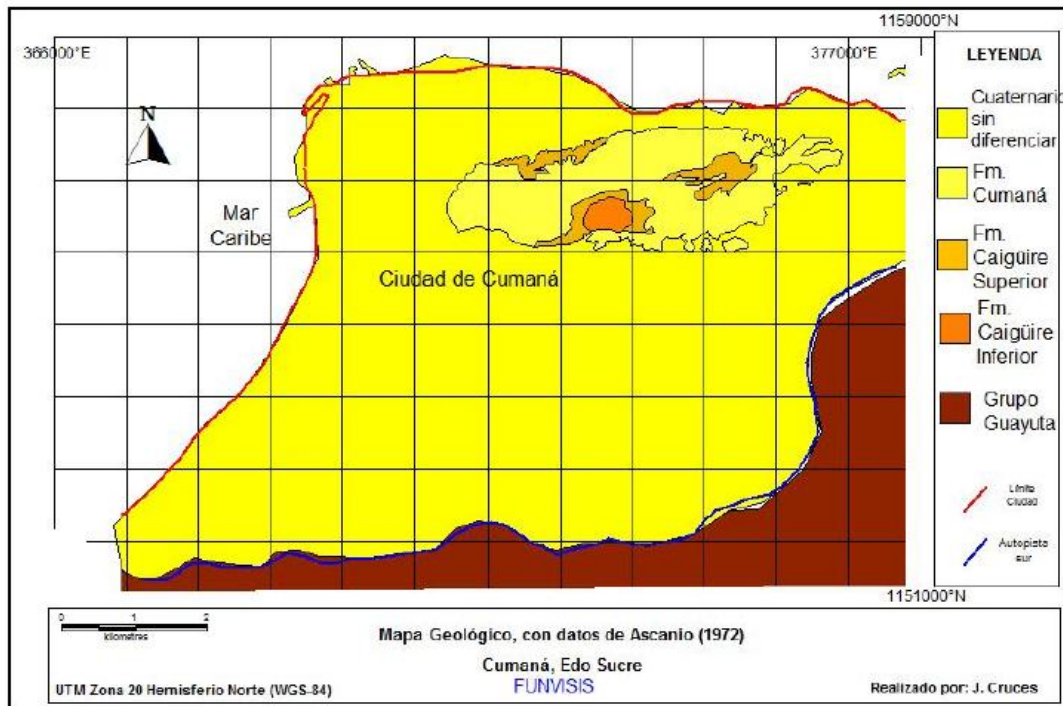 1159000°N
366000°E
377000°E
LEYENDA
Cuaternario
sin
diferenciar
Fm.
Cumaná
Fm.
Caigüire
Superior
Fm.
Caigüire
Inferior
Grupo
Guayuta
Límite
Ciudad
Autopista
sur
N
Mar
Caribe
Ciudad de Cumaná
1151000°N
0 1 2
kilometres
Mapa Geológico, con datos de Ascanio (1972)
Cumaná, Edo Sucre
FUNVISIS
UTM Zona 20 Hemisferio Norte (WGS-84)
Realizado por: J. Cruces